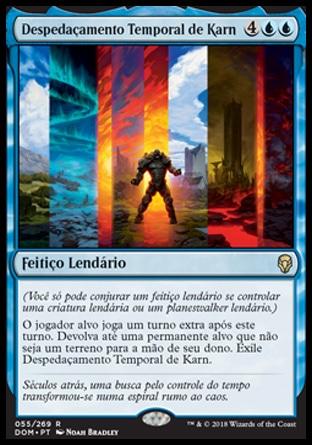 Despedaçamento Temporal de Karn 4
Feitiço Lendário
(Você só pode conjurar um feitiço lendário se controlar
uma criatura lendária ou um planeswalker lendário.)
O jogador alvo joga um turno extra após este
turno. Devolva até uma permanente alvo que não
seja um terreno para a mão de seu dono. Exile
Despedaçamento Temporal de Karn.
Séculos atrás, uma busca pelo controle do tempo
transformou-se numa espiral rumo ao caos.
055/269 R
DOM • PT Noah Bradley
™ & © 2018 Wizards of the Coast